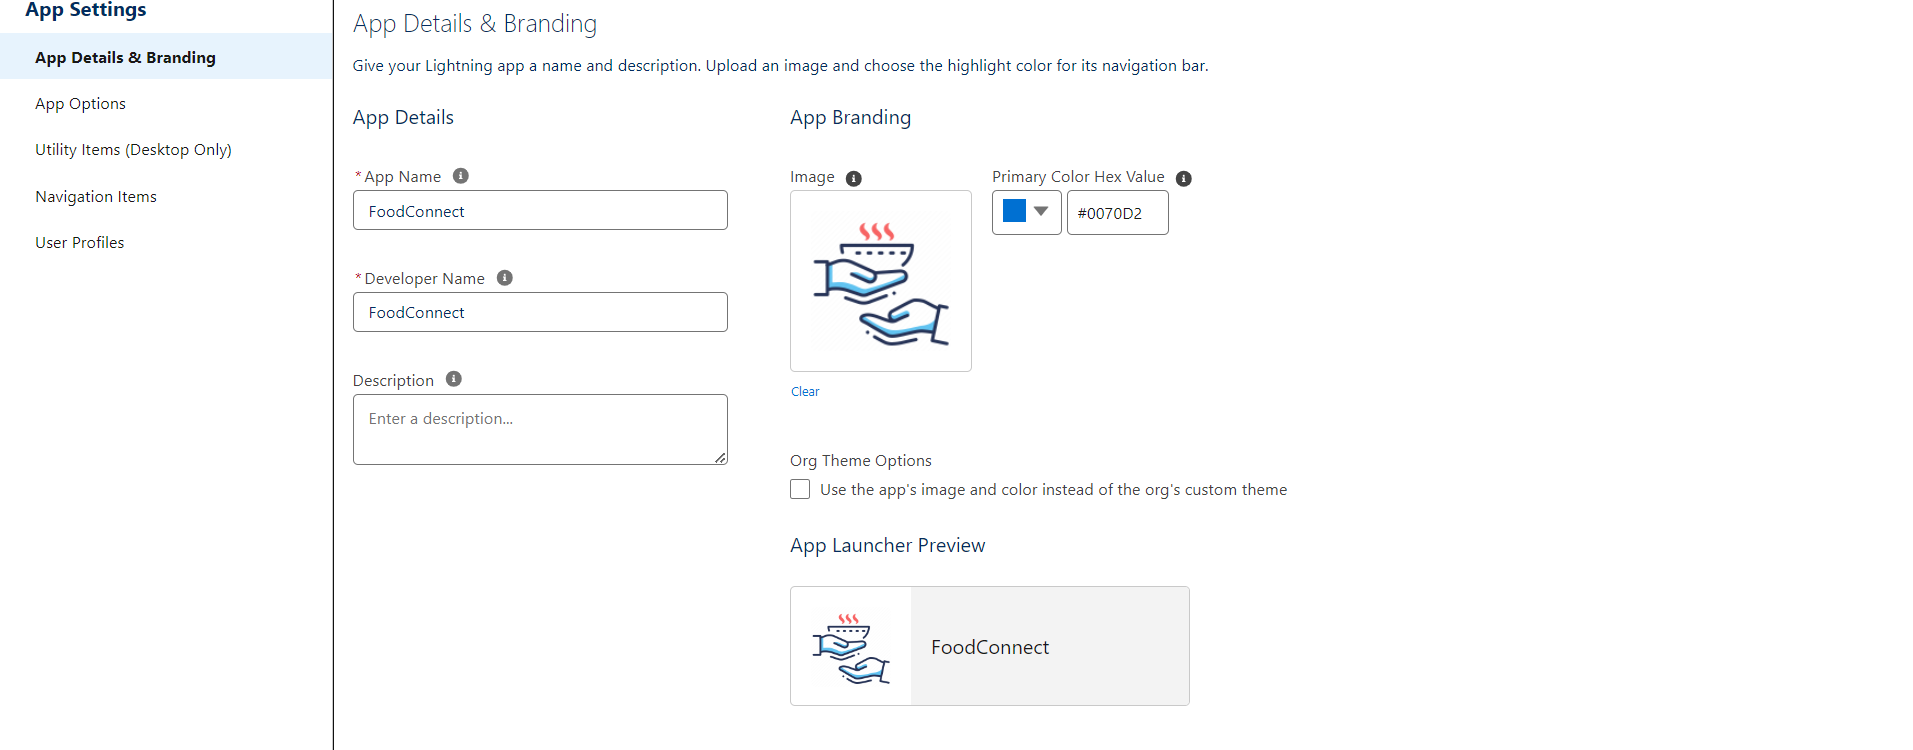 App Settings
App Details & Branding
App Options
Utility Items (Desktop Only)
Navigation Items
User Profiles
App Details & Branding
Give your Lightning app a name and description. Upload an image and choose the highlight color for its navigation bar.
App Details
* App Name
FoodConnect
* Developer Name
FoodConnect
Description
Enter a description...
App Branding
Image
Primary Color Hex Value
#0070D2
Clear
Org Theme Options
Use the app's image and color instead of the org's custom theme
App Launcher Preview
FoodConnect